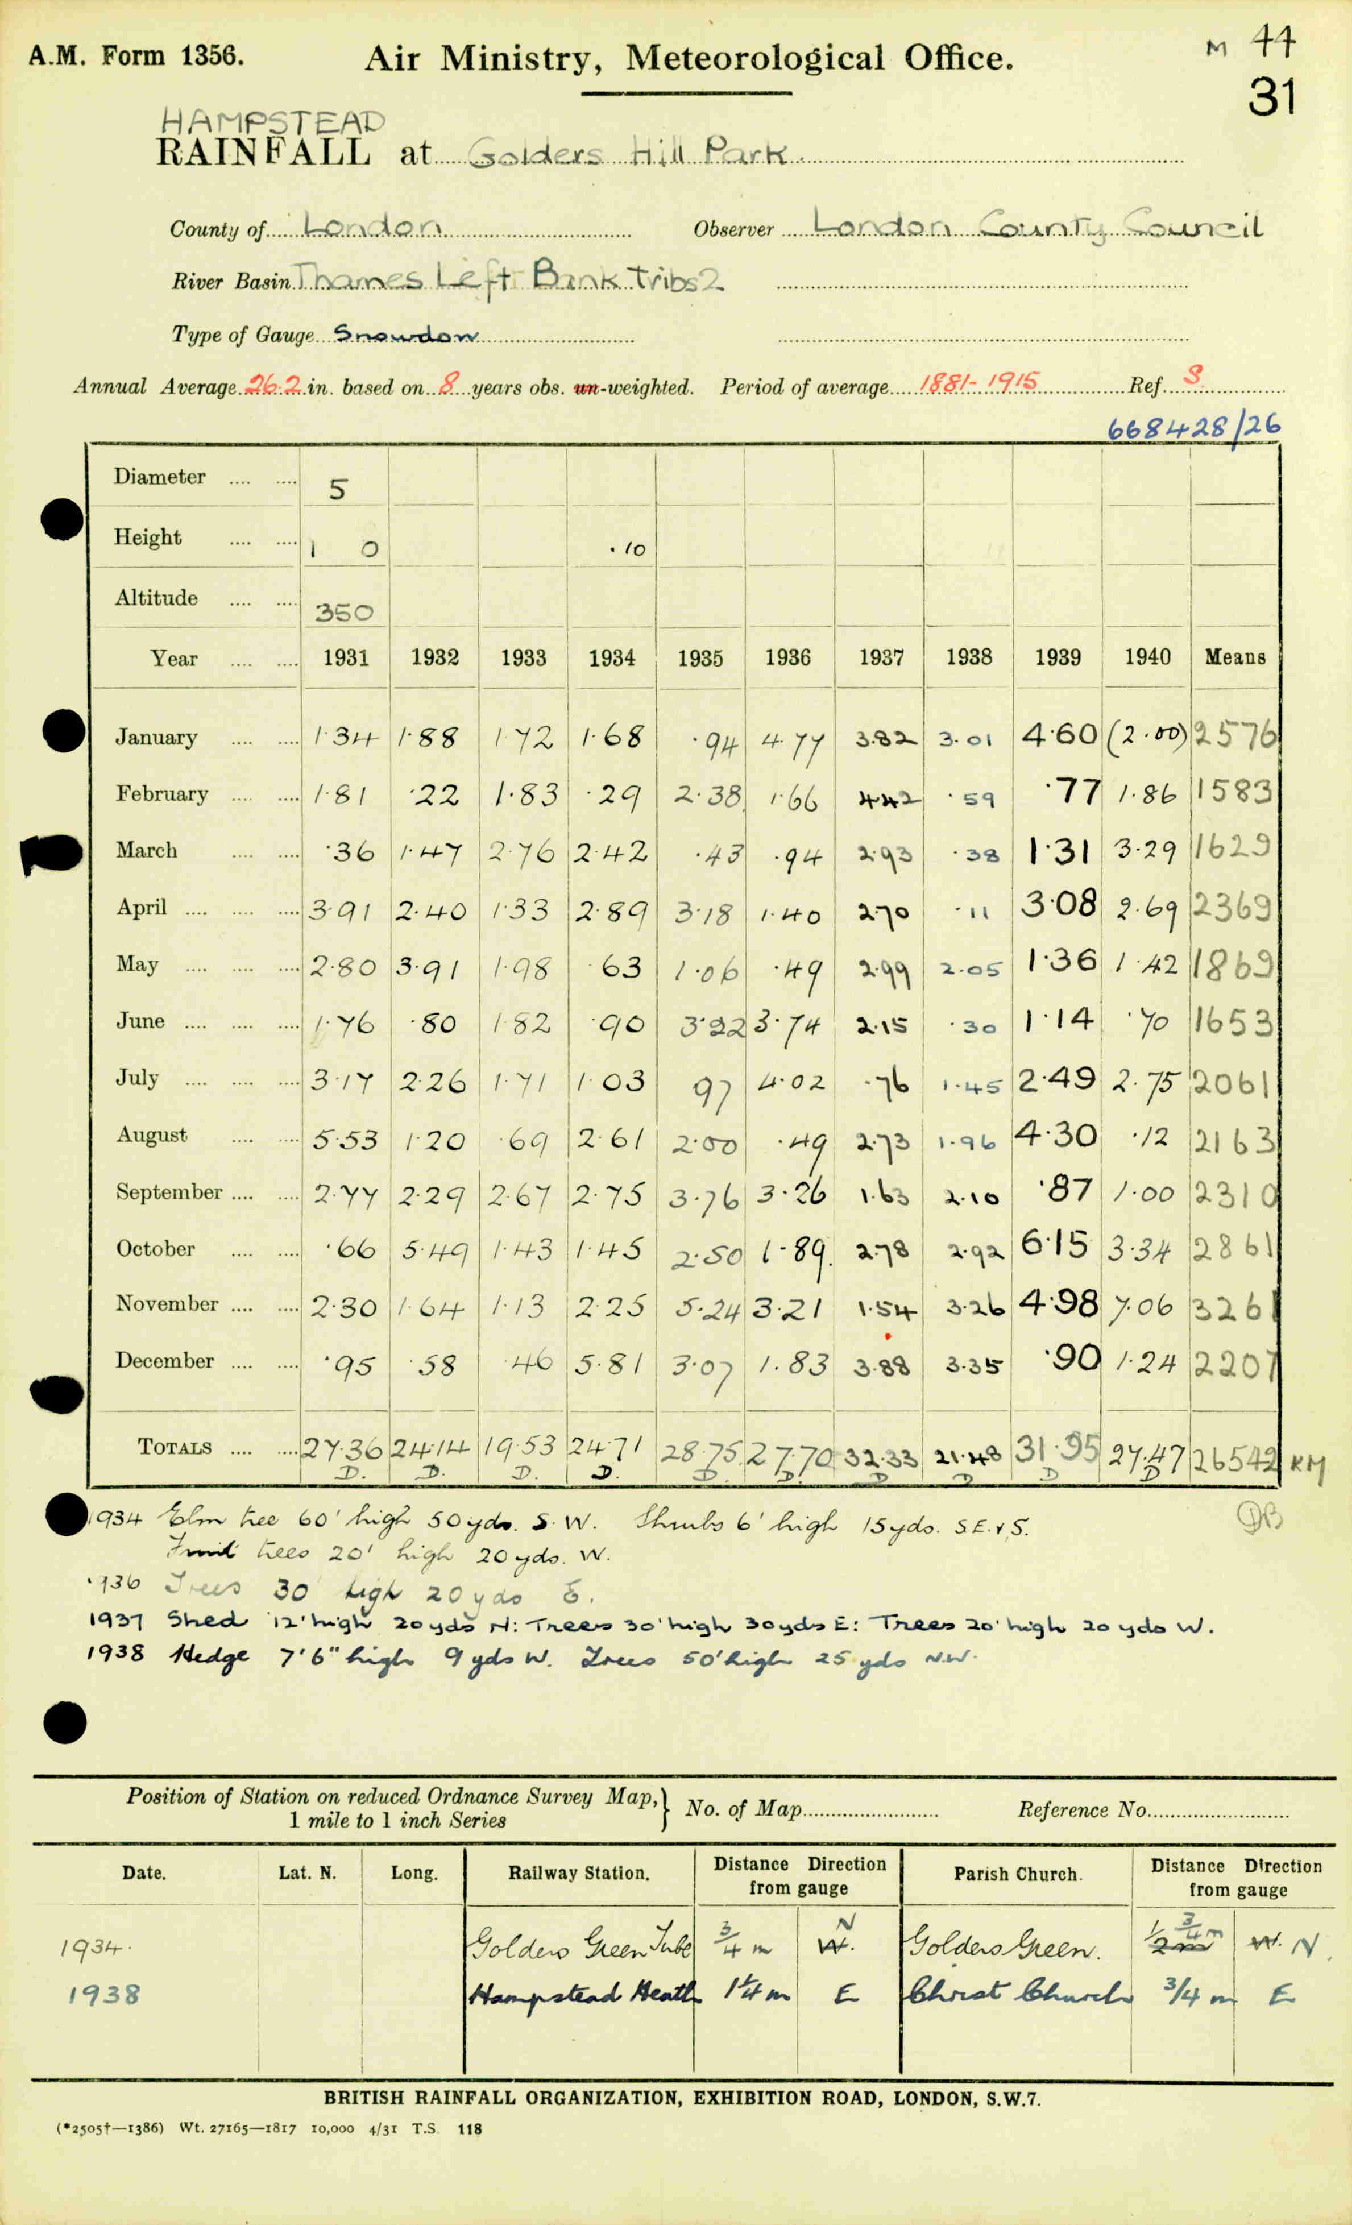 A.M. Form 1356. Air Ministry, Meteorological Office. M 44
31
HAMPSTEAD
RAINFALL at Golders Hill Park.
County of London Observer London County Council
River Basin Thames Left Bank Tribs 2
Type of Gauge Snowdon
Annual Average 26.2 in. based on 8 years obs. un-weighted. Period of average 1881-1915 Ref. S
668428/26
Diameter 5
Height 1 0 .10
Altitude 350
Year 1931 1932 1933 1934 1935 1936 1937 1938 1939 1940 Means
January 1.34 1.88 1.72 1.68 .94 4.77 3.82 3.01 4.60 (2.00) 2576
February 1.81 .22 1.83 .29 2.38 1.66 4.42 .59 .77 1.86 1583
March .36 1.47 2.76 2.42 .43 .94 2.93 .38 1.31 3.29 1629
April 3.91 2.40 1.33 2.89 3.18 1.40 2.70 .11 3.08 2.69 2369
May 2.80 3.91 1.98 .63 1.06 .49 2.99 2.05 1.36 1.42 1869
June 1.76 .80 1.82 .90 3.22 3.74 2.15 .30 1.14 .70 1653
July 3.17 2.26 1.71 1.03 97 4.02 .76 1.45 2.49 2.75 2061
August 5.53 1.20 .69 2.61 2.00 .49 2.73 1.96 4.30 .12 2163
September 2.77 2.29 2.67 2.75 3.76 3.26 1.63 2.10 .87 1.00 2310
October .66 5.49 1.43 1.45 2.50 1.89 2.78 2.92 6.15 3.34 2861
November 2.30 1.64 1.13 2.25 5.24 3.21 1.54 3.26 4.98 7.06 3261
December .95 .58 .46 5.81 3.07 1.83 3.88 3.35 .90 1.24 2207
TOTALS 27.36 24.14 19.53 24.71 28.75 27.70 32.33 21.48 31.95 27.47 26542 KM
D. D. D. D. D. D. D D D D
1934 Elm tree 60' high 50 yds. S.W. Shrubs 6' high 15 yds. S.E. & S. DB
Fruit trees 20' high 20 yds. W.
1936 Trees 30 high 20 yds E.
1937 Shed 12' high 20 yds N: Trees 30' high 30 yds E: Trees 20' high 20 yds W.
1938 Hedge 7'6" high 9 yds W. Trees 50' high 25 yds N.W.
Position of Station on reduced Ordnance Survey Map, 1 mile to 1 inch Series } No. of Map Reference No.
Date. Lat. N. Long. Railway Station. Distance Direction from gauge Parish Church. Distance Direction from gauge
1934. Golders Green Tube 3/4 m W. N Golders Green. 1/2 m 3/4 m W. N.
1938 Hampstead Heath 1 1/4 m E Christ Church 3/4 m E
BRITISH RAINFALL ORGANIZATION, EXHIBITION ROAD, LONDON, S.W.7.
(*2505†—1386) Wt. 27165—1817 10,000 4/31 T.S. 118